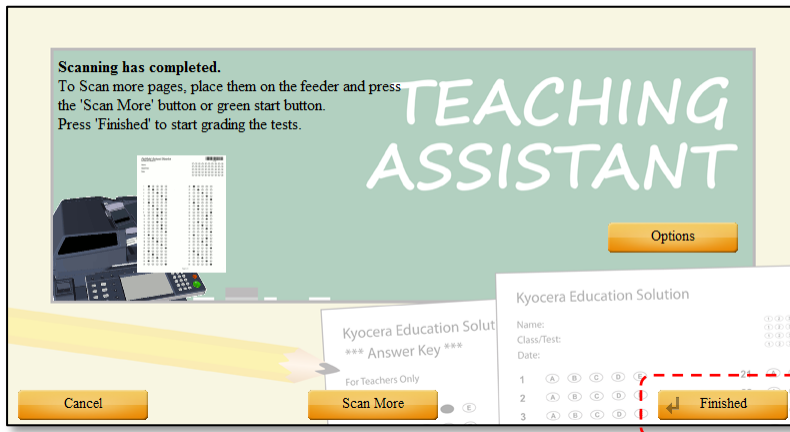 Scanning has completed.
To Scan more pages, place them on the feeder and press
the 'Scan More' button or green start button.
Press 'Finished' to start grading the tests.
TEACHING
ASSISTANT
Options
Kyocera Education Solut
*** Answer Key ***
For Teachers Only
E
Kyocera Education Solution
Name:
Class/Test:
Date:
1 A B C D E 21
2 A B C D
3 A B C D
Cancel
Scan More
Finished